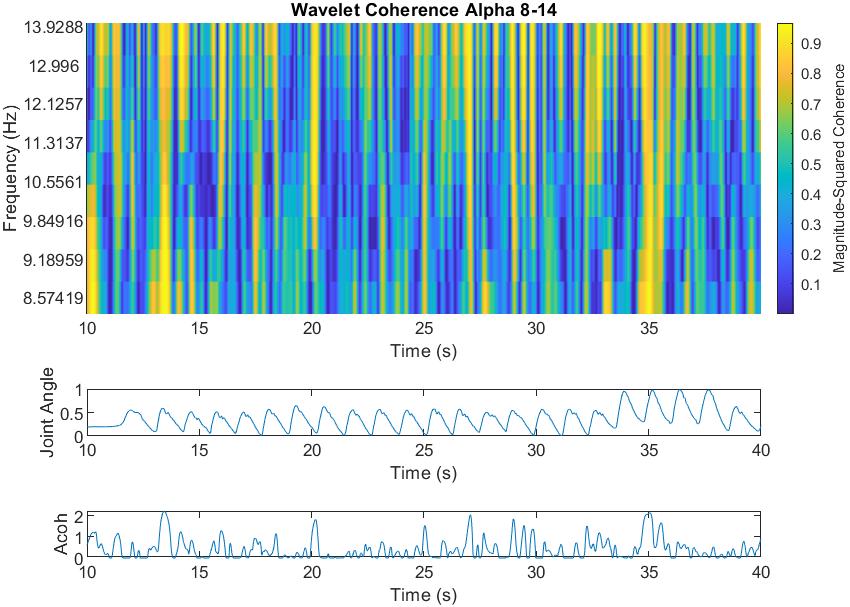 Wavelet Coherence Alpha 8-14
Frequency (Hz)
13.9288
12.996
12.1257
11.3137
10.5561
9.84916
9.18959
8.57419
10 15 20 25 30 35
Time (s)
0.9
0.8
0.7
0.6
0.5
0.4
0.3
0.2
0.1
Magnitude-Squared Coherence
Joint Angle
1
0.5
0
10 15 20 25 30 35 40
Time (s)
Acoh
2
1
0
10 15 20 25 30 35 40
Time (s)